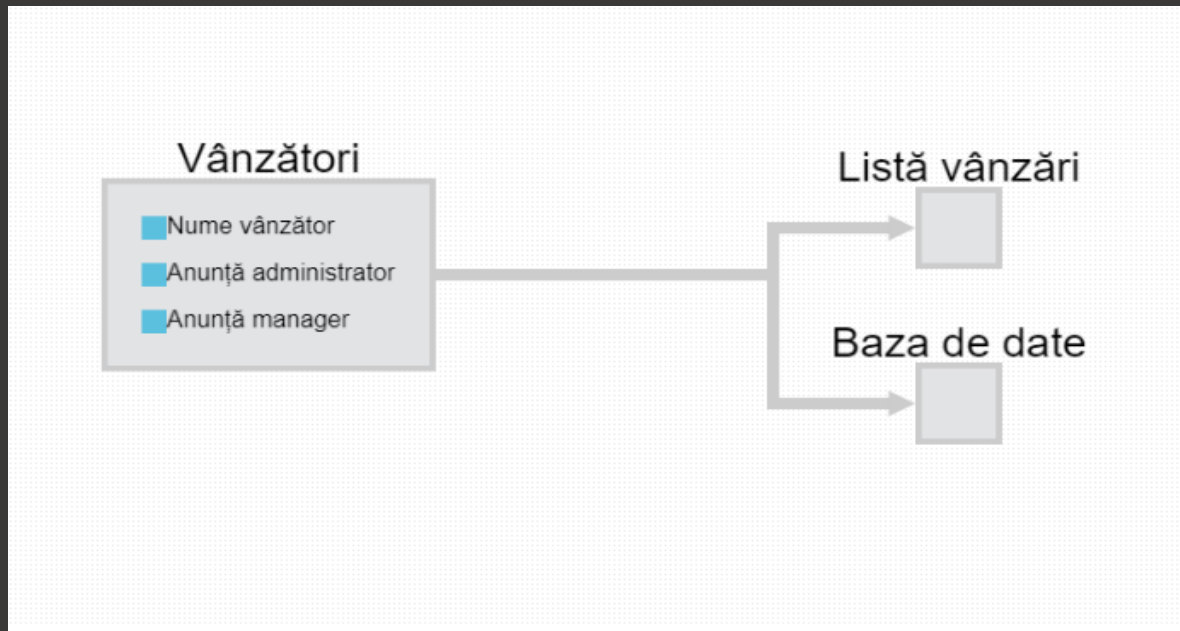 Vânzători
Nume vânzător
Anunță administrator
Anunță manager
Listă vânzări
Baza de date